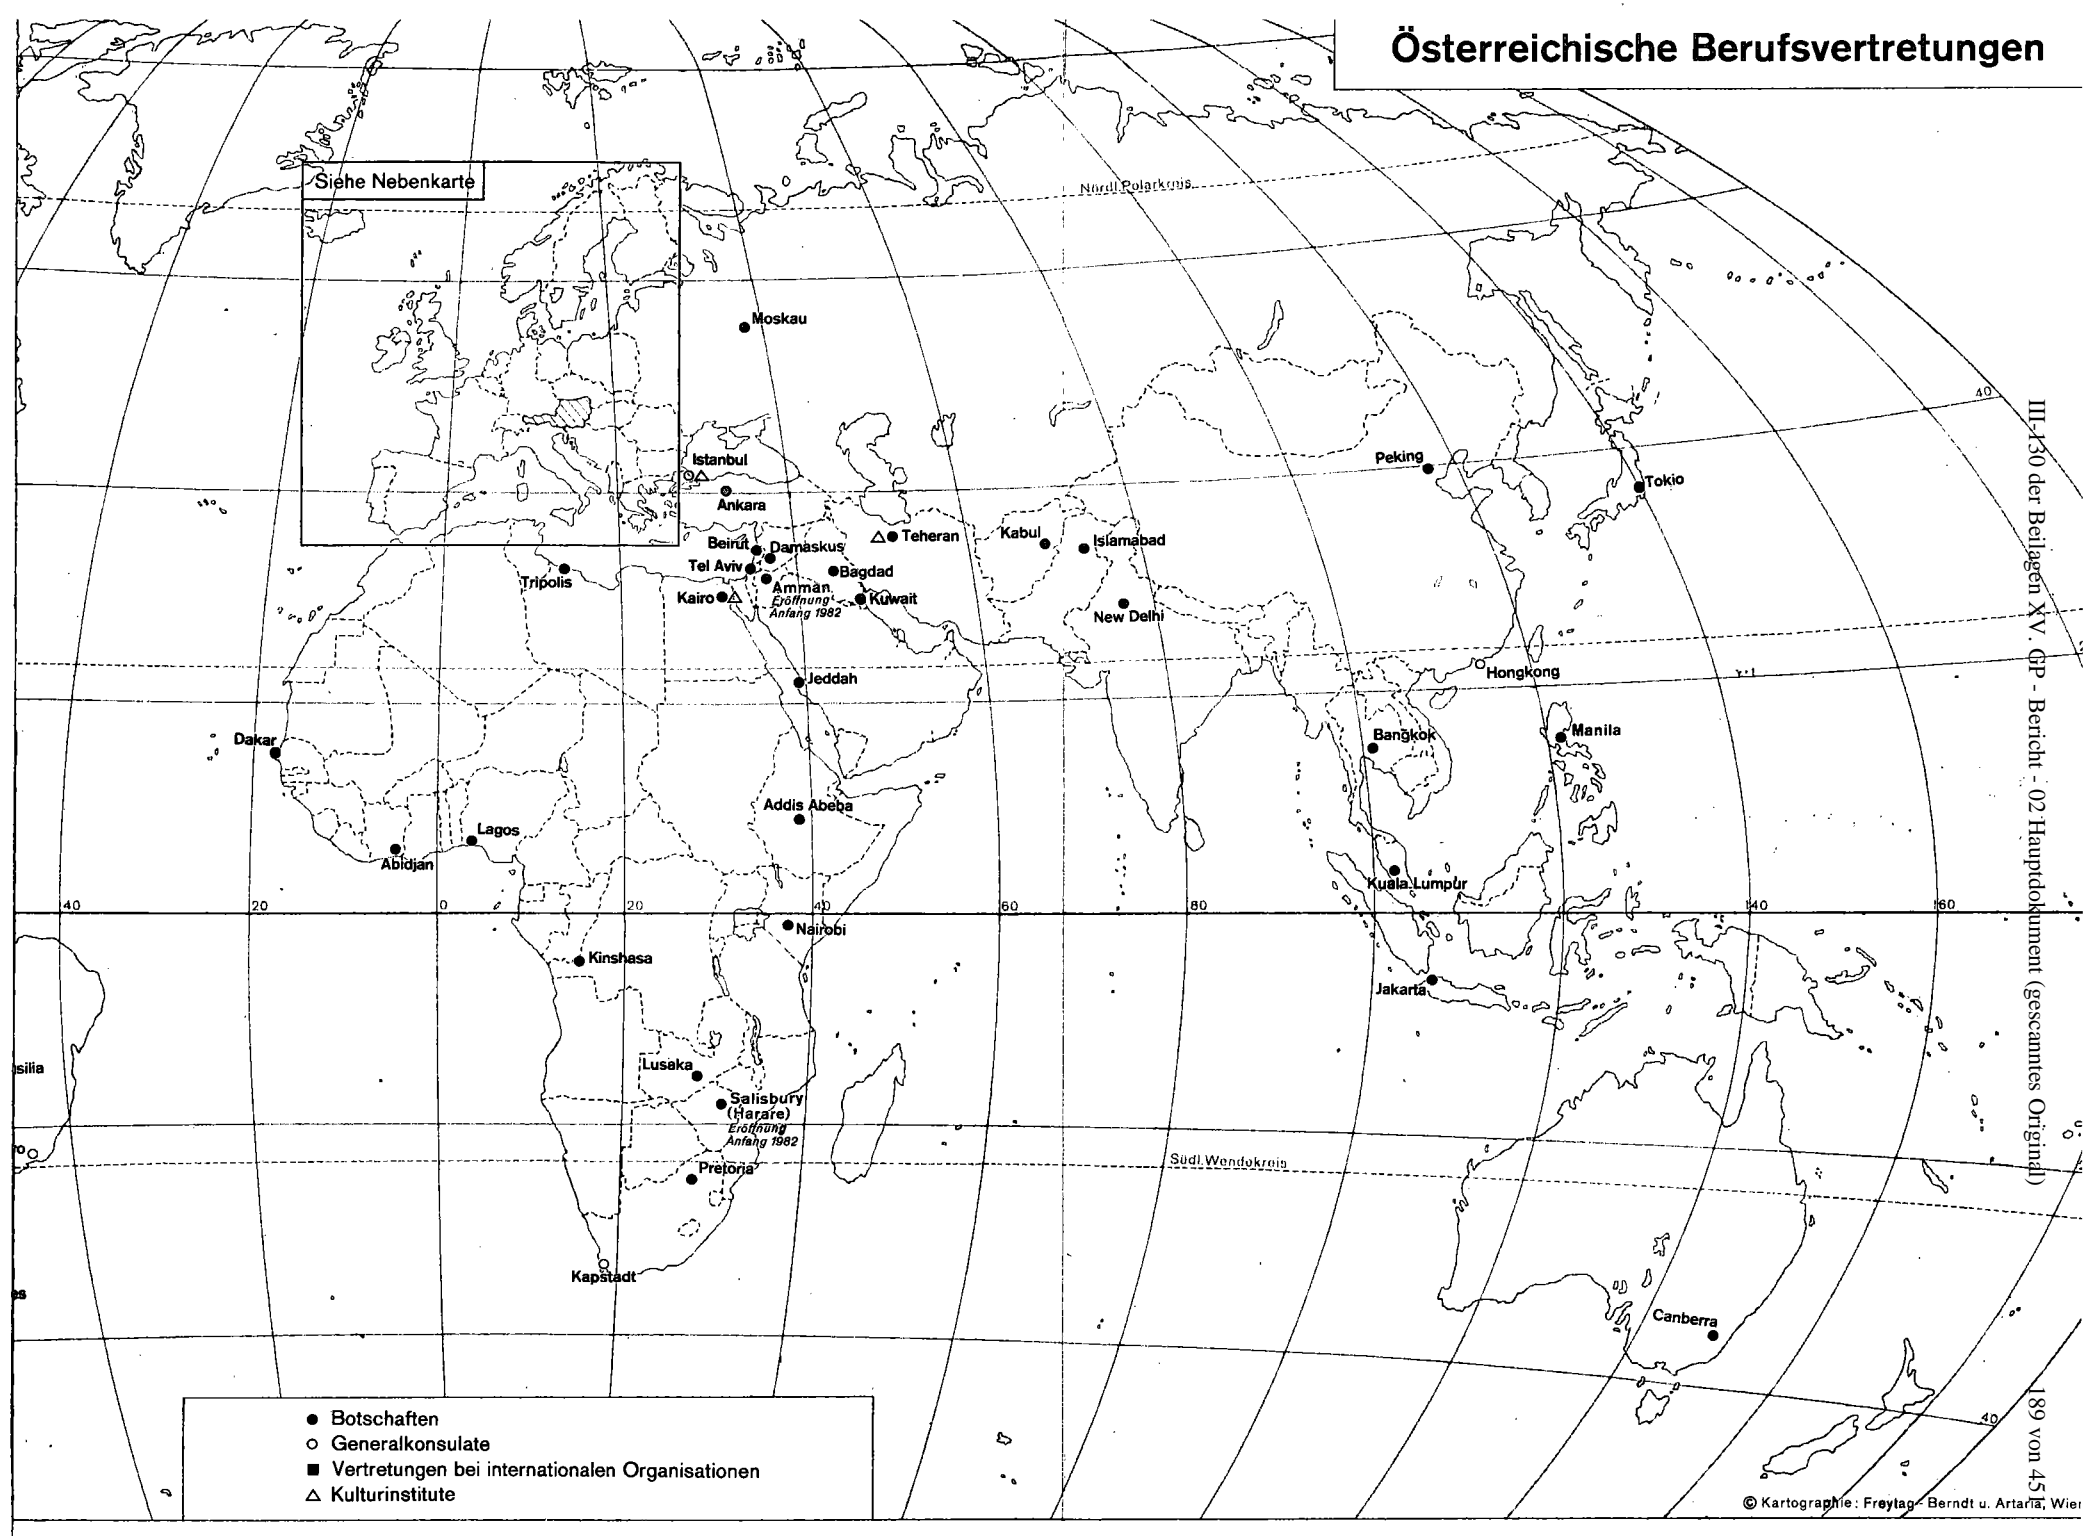 Österreichische Berufsvertretungen
Siehe Nebenkarte
Nördl. Polarkreis
Moskau
40
Istanbul
Ankara
Peking
Tokio
Teheran
Kabul
Islamabad
Beirut
Damaskus
Tel Aviv
Bagdad
Tripolis
Amman
Eröffnung
Anfang 1982
Kairo
Kuwait
New Delhi
Hongkong
Jeddah
Dakar
Bangkok
Manila
Addis Abeba
Lagos
Abidjan
Kuala Lumpur
40
20
0
20
40
60
80
140
160
Nairobi
Kinshasa
Jakarta
silia
Lusaka
Salisbury
(Harare)
Eröffnung
Anfang 1982
Südl. Wendekreis
Pretoria
Kapstadt
es
Canberra
40
● Botschaften
○ Generalkonsulate
■ Vertretungen bei internationalen Organisationen
△ Kulturinstitute
© Kartographie: Freytag-Berndt u. Artaria, Wien
III-130 der Beilagen XV. GP - Bericht - 02 Hauptdokument (gescanntes Original)
189 von 451